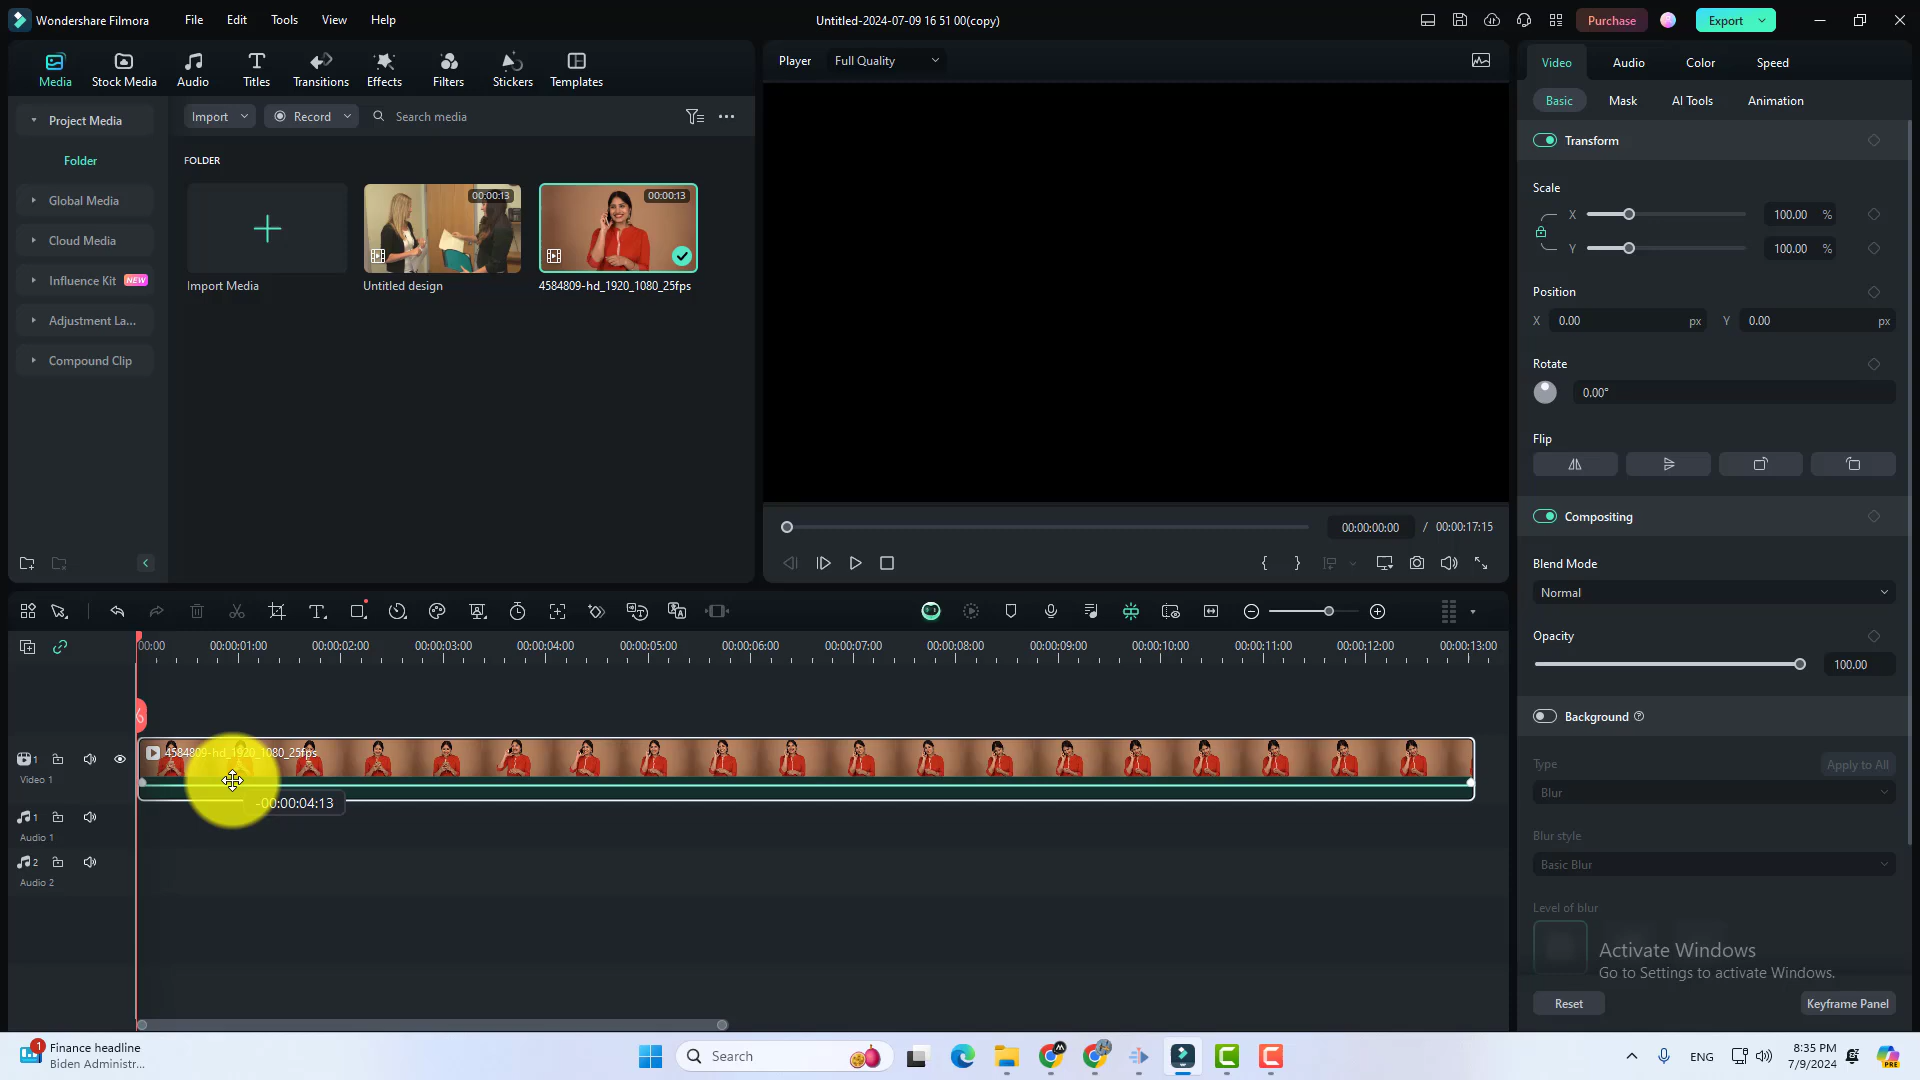 Wondershare Filmora
File
Edit
Tools
View
Help
Untitled-2024-07-09 16 51 00(copy)
Purchase
Export
Media
Stock Media
Audio
Titles
Transitions
Effects
Filters
Stickers
Templates
Player
Full Quality
Video
Audio
Color
Speed
Project Media
Folder
Global Media
Cloud Media
Influence Kit NEW
Adjustment La...
Compound Clip
Import
Record
Search media
FOLDER
Import Media
00:00:13
Untitled design
00:00:13
4584809-hd_1920_1080_25fps
00:00:00:00 / 00:00:17:15
Basic
Mask
AI Tools
Animation
Transform
Scale
X 100.00 %
Y 100.00 %
Position
X 0.00 px Y 0.00 px
Rotate
0.00°
Flip
Compositing
Blend Mode
Normal
Opacity
100.00
Background
Type
Apply to All
Blur
Blur style
Basic Blur
Level of blur
Activate Windows
Go to Settings to activate Windows.
Reset
Keyframe Panel
00:00 00:00:01:00 00:00:02:00 00:00:03:00 00:00:04:00 00:00:05:00 00:00:06:00 00:00:07:00 00:00:08:00 00:00:09:00 00:00:10:00 00:00:11:00 00:00:12:00 00:00:13:00
1
Video 1
4584809-hd_1920_1080_25fps
-00:00:04:13
1
Audio 1
2
Audio 2
1
Finance headline
Biden Administr...
Search
ENG
8:35 PM
7/9/2024
PRE